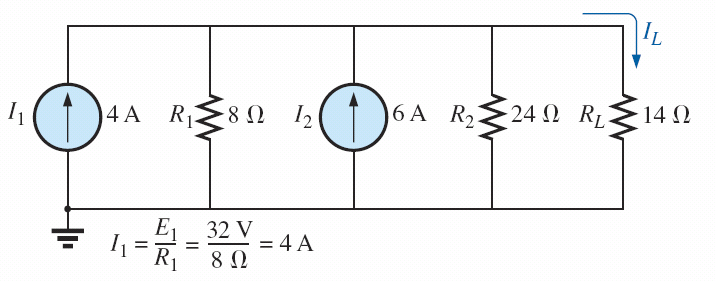 I_L
I_1 4 A R_1 8 Ω I_2 6 A R_2 24 Ω R_L 14 Ω
I_1 = E_1/R_1 = 32 V/8 Ω = 4 A